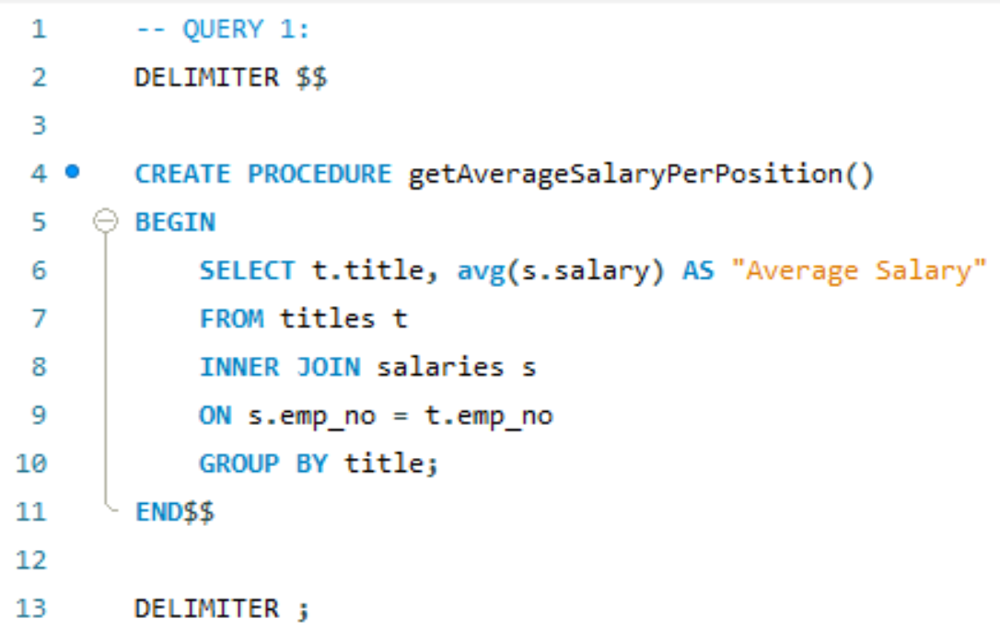 1 -- QUERY 1:
2 DELIMITER $$
3
4 CREATE PROCEDURE getAverageSalaryPerPosition()
5 BEGIN
6 SELECT t.title, avg(s.salary) AS "Average Salary"
7 FROM titles t
8 INNER JOIN salaries s
9 ON s.emp_no = t.emp_no
10 GROUP BY title;
11 END$$
12
13 DELIMITER ;